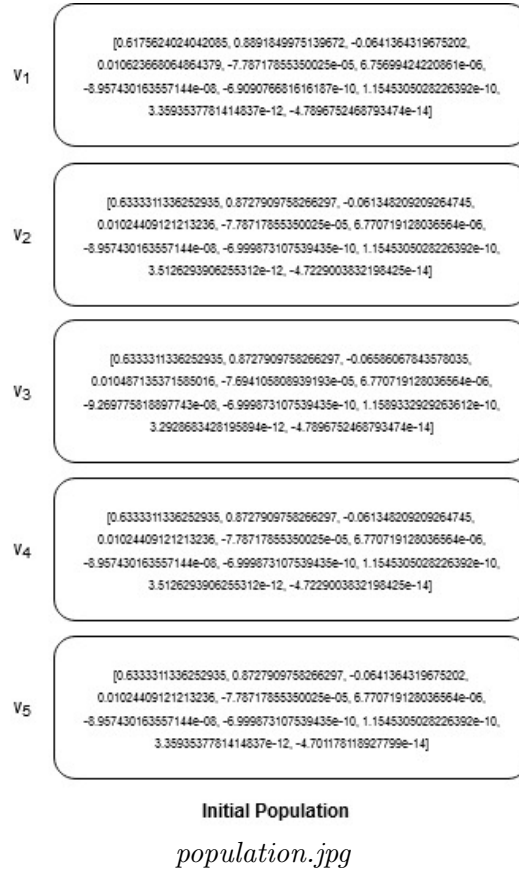 [0.6175624024042085, 0.8891849975139672, -0.0641364319675202,
V1
0.010623668064864379, -7.78717855350025e-05, 6.75699424220861e-06,
-8.957430163557144e-08, -6.909076681616187e-10, 1.1545305028226392e-10,
3.3593537781414837e-12, -4.7896752468793474e-14]
[0.6333311336252935, 0.8727909758266297, -0.061348209209264745,
V2
0.01024409121213236, -7.78717855350025e-05, 6.770719128036564e-06,
-8.957430163557144e-08, -6.999873107539435e-10, 1.1545305028226392e-10,
3.5126293906255312e-12, -4.7229003832198425e-14]
[0.6333311336252935, 0.8727909758266297, -0.06586067843578035,
V3
0.010487135371585016, -7.694105808939193e-05, 6.770719128036564e-06,
-9.269775818897743e-08, -6.999873107539435e-10, 1.1589332929263612e-10,
3.2928683428195894e-12, -4.7896752468793474e-14]
[0.6333311336252935, 0.8727909758266297, -0.061348209209264745,
V4
0.01024409121213236, -7.78717855350025e-05, 6.770719128036564e-06,
-8.957430163557144e-08, -6.999873107539435e-10, 1.1545305028226392e-10,
3.5126293906255312e-12, -4.7229003832198425e-14]
[0.6333311336252935, 0.8727909758266297, -0.0641364319675202,
V5
0.01024409121213236, -7.78717855350025e-05, 6.770719128036564e-06,
-8.957430163557144e-08, -6.999873107539435e-10, 1.1545305028226392e-10,
3.3593537781414837e-12, -4.701178118927799e-14]
Initial Population
population.jpg